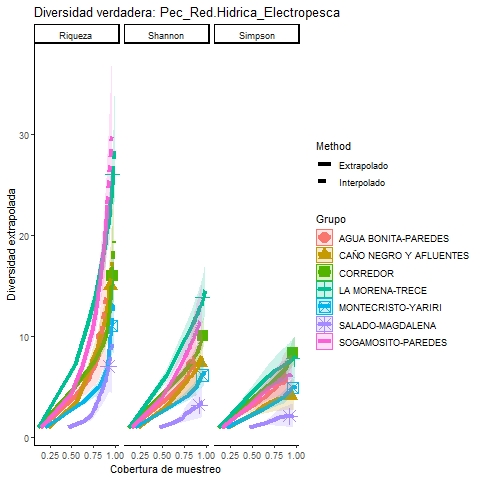 Diversidad verdadera: Pec_Red.Hidrica_Electropesca
Riqueza Shannon Simpson
Diversidad extrapolada
30
20
10
0
0.25 0.50 0.75 1.00 0.25 0.50 0.75 1.00 0.25 0.50 0.75 1.00
Cobertura de muestreo
Method
Extrapolado
Interpolado
Grupo
AGUA BONITA-PAREDES
CAÑO NEGRO Y AFLUENTES
CORREDOR
LA MORENA-TRECE
MONTECRISTO-YARIRI
SALADO-MAGDALENA
SOGAMOSITO-PAREDES